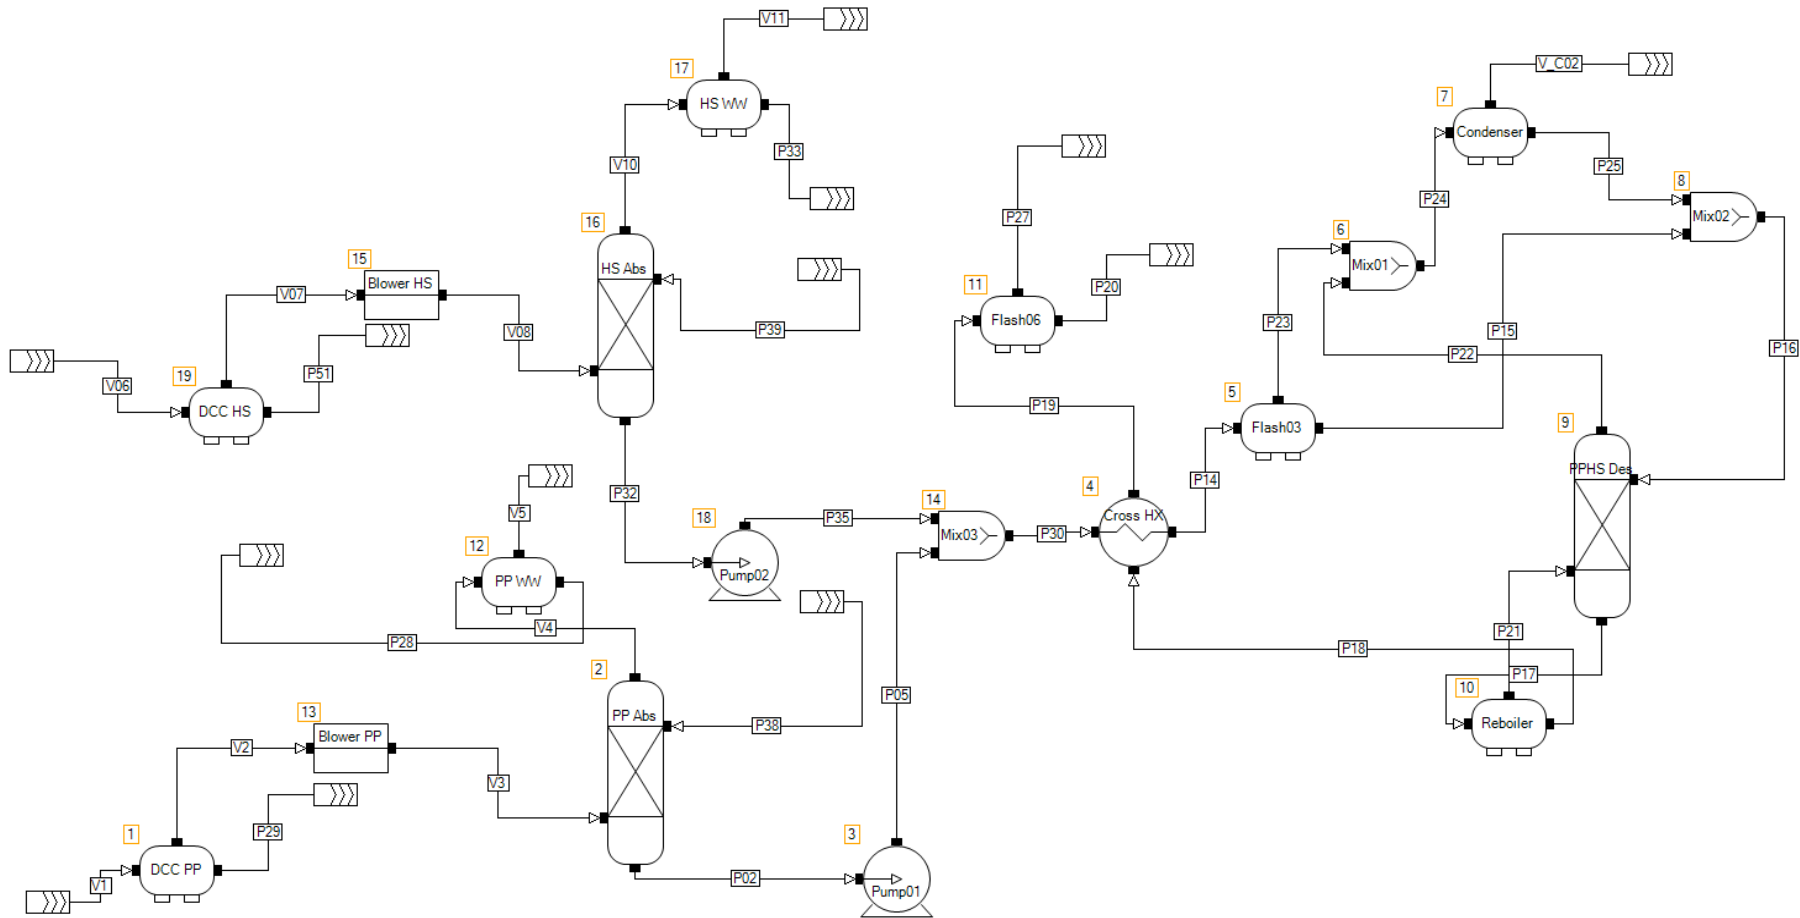 V11
17
HS WW
V_C02
7
Condenser
P33
V10
P25
P27
8
Mix02
P24
16
6
Mix01
15
HS Abs
Blower HS
V07
11
P20
Flash06
P39
V08
P23
P15
P16
P22
V06
19
P51
DCC HS
5
P19
Flash03
9
PPHS Des
P32
P14
4
14
18
P35
Cross HX
V5
12
Mix03
P30
PP WW
Pump02
V4
P28
P21
P18
2
P17
P05
10
13
PP Abs
Blower PP
P38
Reboiler
V2
V3
P29
1
3
DCC PP
V1
P02
Pump01